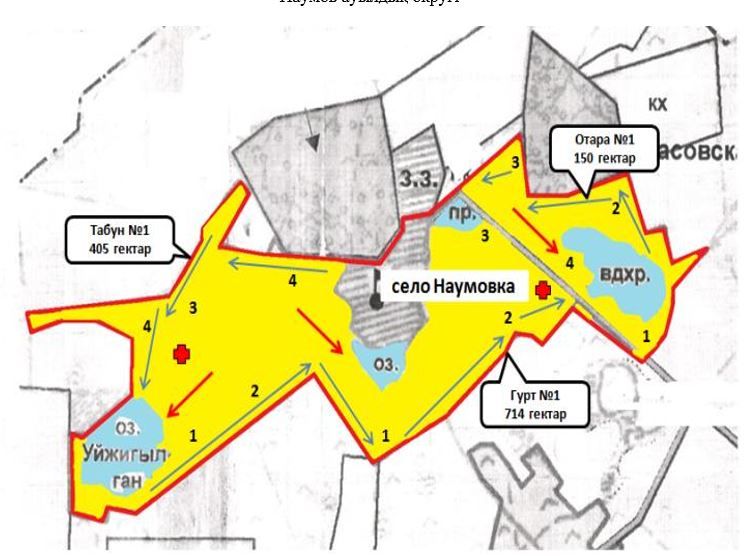 Наумов ауылдық округі
КХ
Отара №1
150 гектар
асовск
3
З.З.
2
пр.
3
Табун №1
405 гектар
4
вдхр.
4
село Наумовка
3
4
2
1
оз.
2
Гурт №1
714 гектар
оз.
1
1
Уйжигыл-
ган